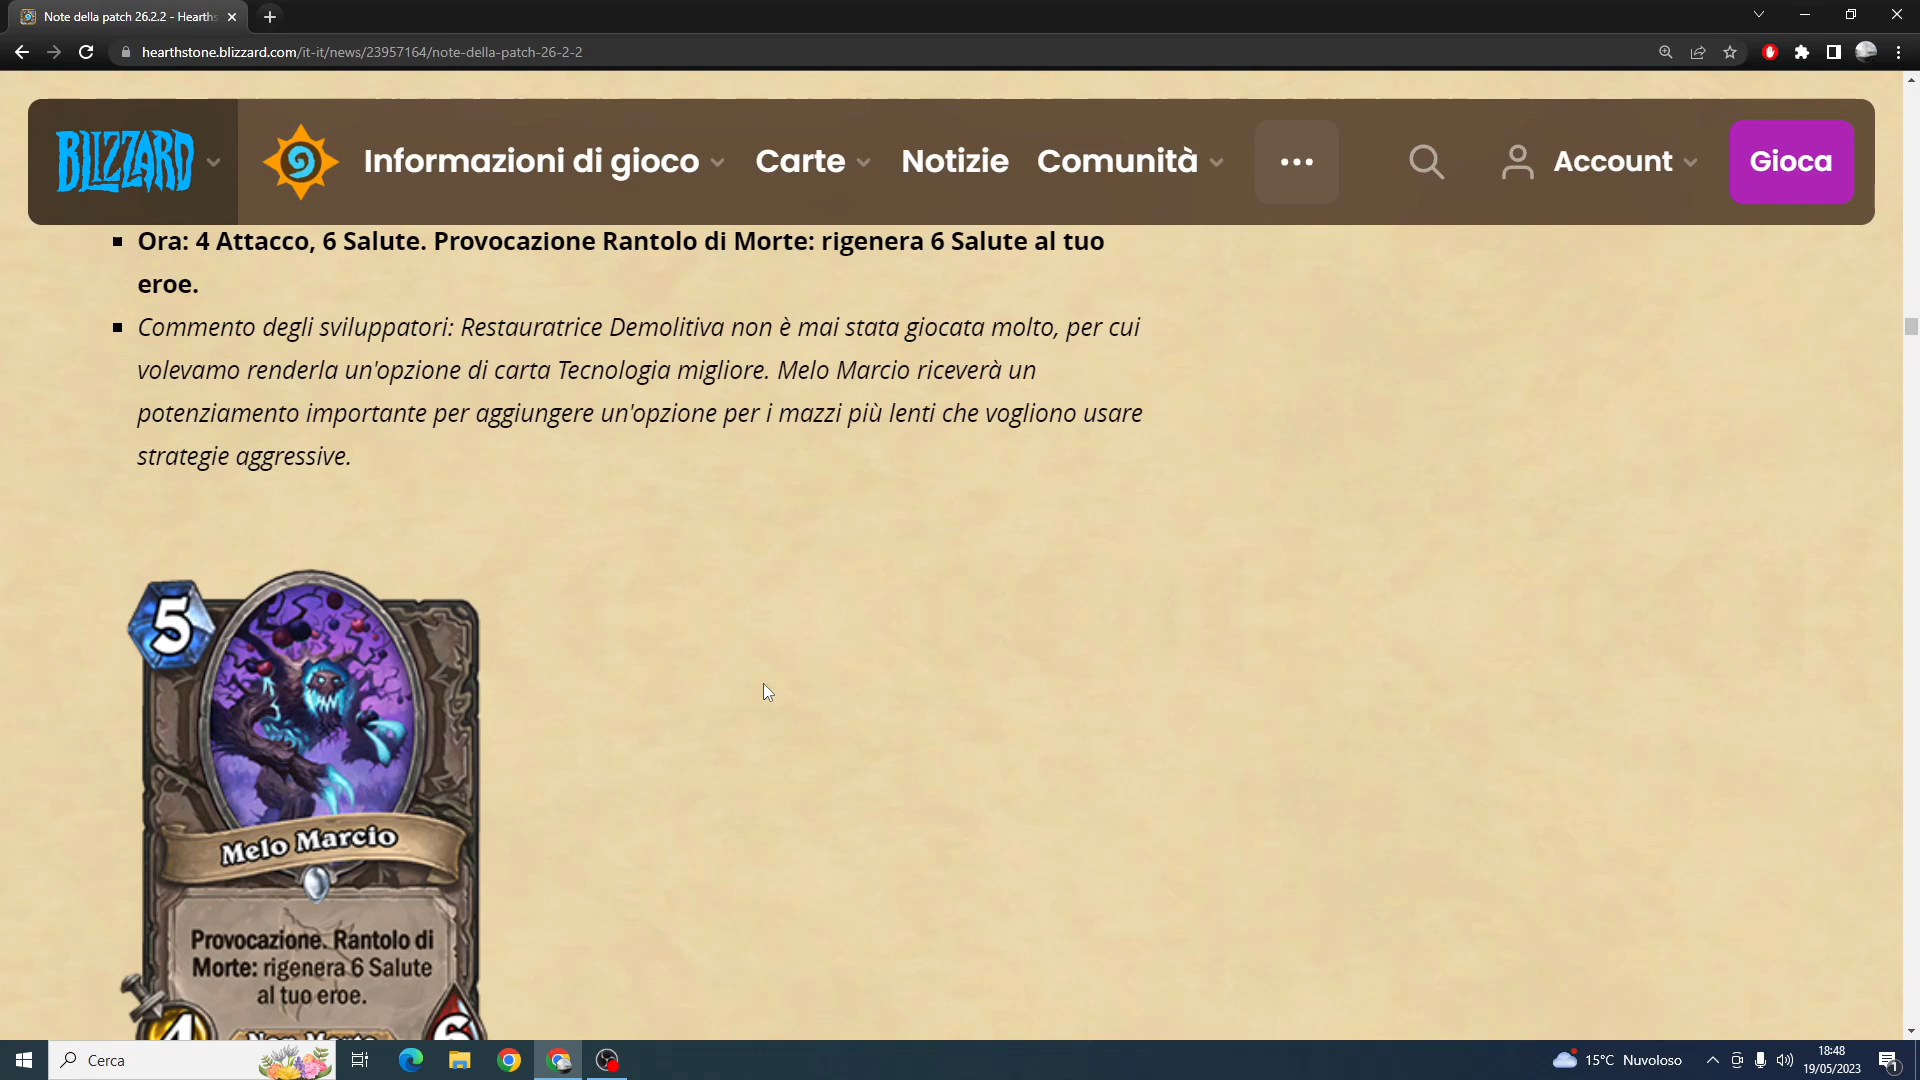 Note della patch 26.2.2 - Hearths
hearthstone.blizzard.com/it-it/news/23957164/note-della-patch-26-2-2
BLIZZARD
Informazioni di gioco
Carte
Notizie
Comunità
Account
Gioca
Ora: 4 Attacco, 6 Salute. Provocazione Rantolo di Morte: rigenera 6 Salute al tuo
eroe.
Commento degli sviluppatori: Restauratrice Demolitiva non è mai stata giocata molto, per cui
volevamo renderla un'opzione di carta Tecnologia migliore. Melo Marcio riceverà un
potenziamento importante per aggiungere un'opzione per i mazzi più lenti che vogliono usare
strategie aggressive.
5
Melo Marcio
Provocazione. Rantolo di
Morte: rigenera 6 Salute
al tuo eroe.
4
Non Morto
6
Cerca
15°C Nuvoloso
18:48
19/05/2023
1